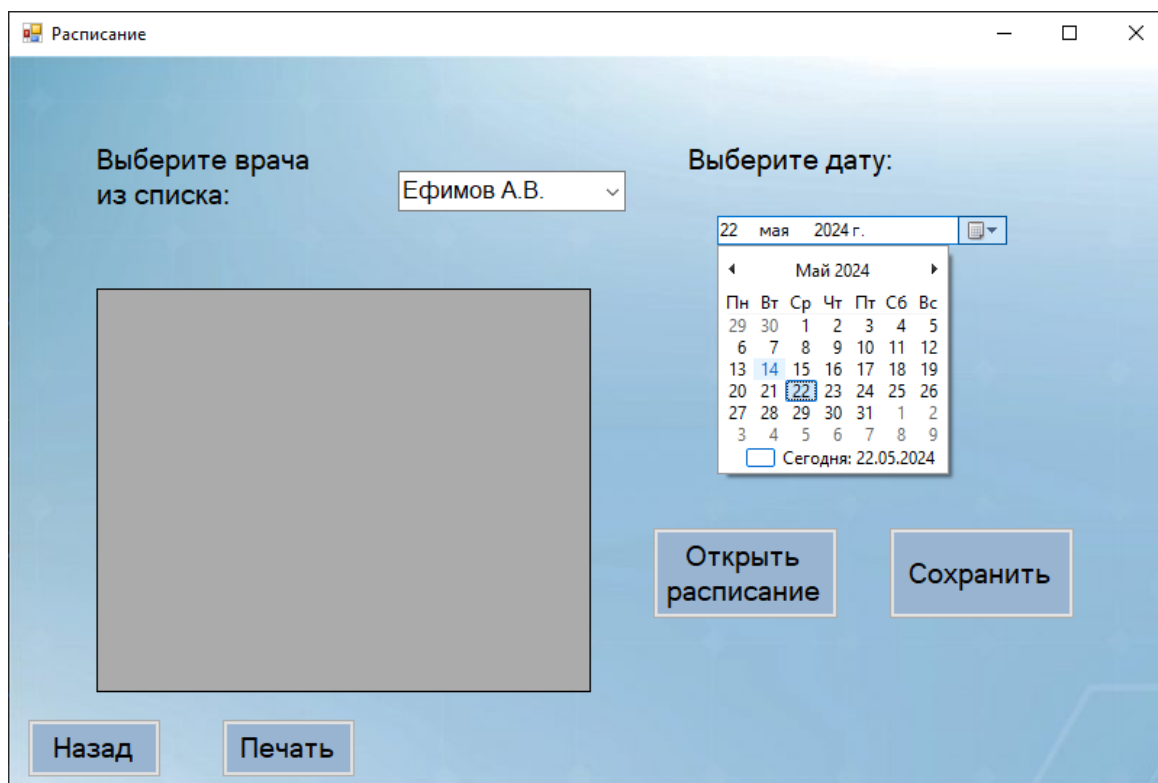 Расписание
Выберите врача
из списка:
Ефимов А.В.
Выберите дату:
22 мая 2024 г.
Май 2024
Пн Вт Ср Чт Пт Сб Вс
29 30 1 2 3 4 5
6 7 8 9 10 11 12
13 14 15 16 17 18 19
20 21 22 23 24 25 26
27 28 29 30 31 1 2
3 4 5 6 7 8 9
Сегодня: 22.05.2024
Открыть
расписание
Сохранить
Назад
Печать